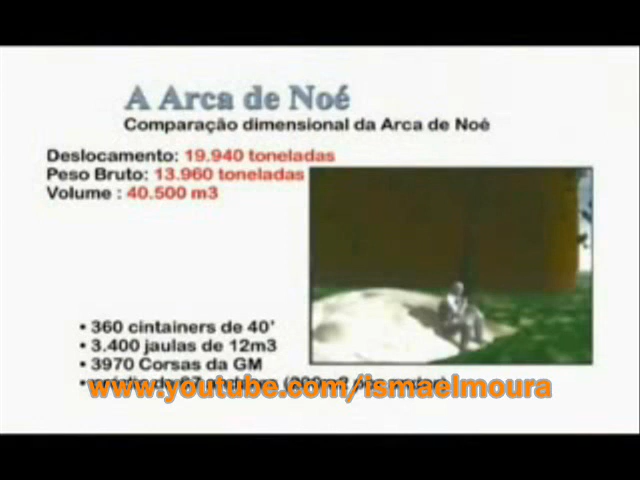 A Arca de Noé
Comparação dimensional da Arca de Noé
Deslocamento: 19.940 toneladas
Peso Bruto: 13.960 toneladas
Volume : 40.500 m3
• 360 cintainers de 40'
• 3.400 jaulas de 12m3
• 3970 Corsas da GM
www.youtube.com/ismaelmoura